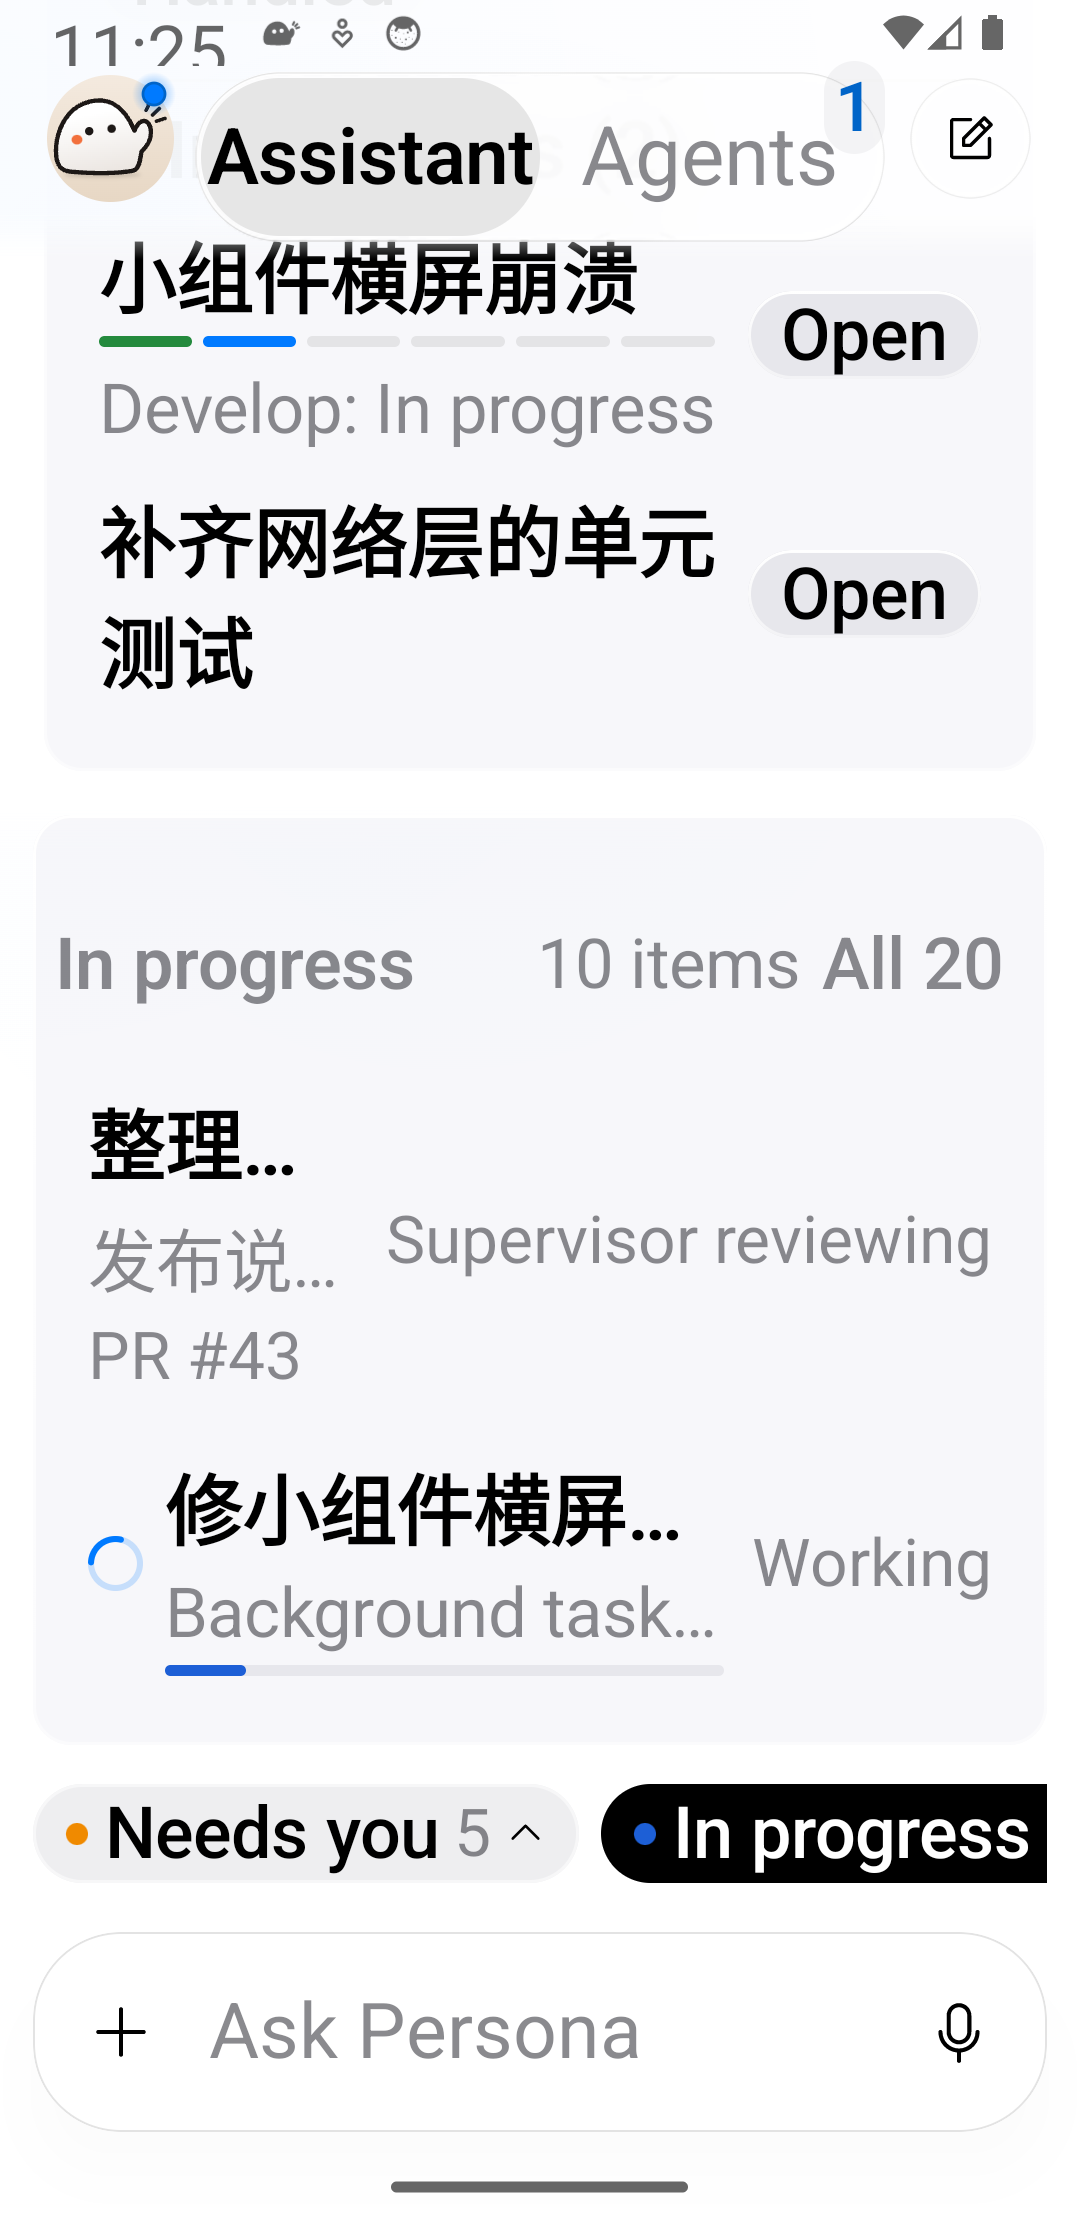 11:25
Assistant
Agents
1
小组件横屏崩溃
Open
Develop: In progress
补齐网络层的单元
测试
Open
In progress
10 items All 20
整理...
发布说...
Supervisor reviewing
PR #43
修小组件横屏...
Working
Background task...
Needs you 5
In progress
Ask Persona